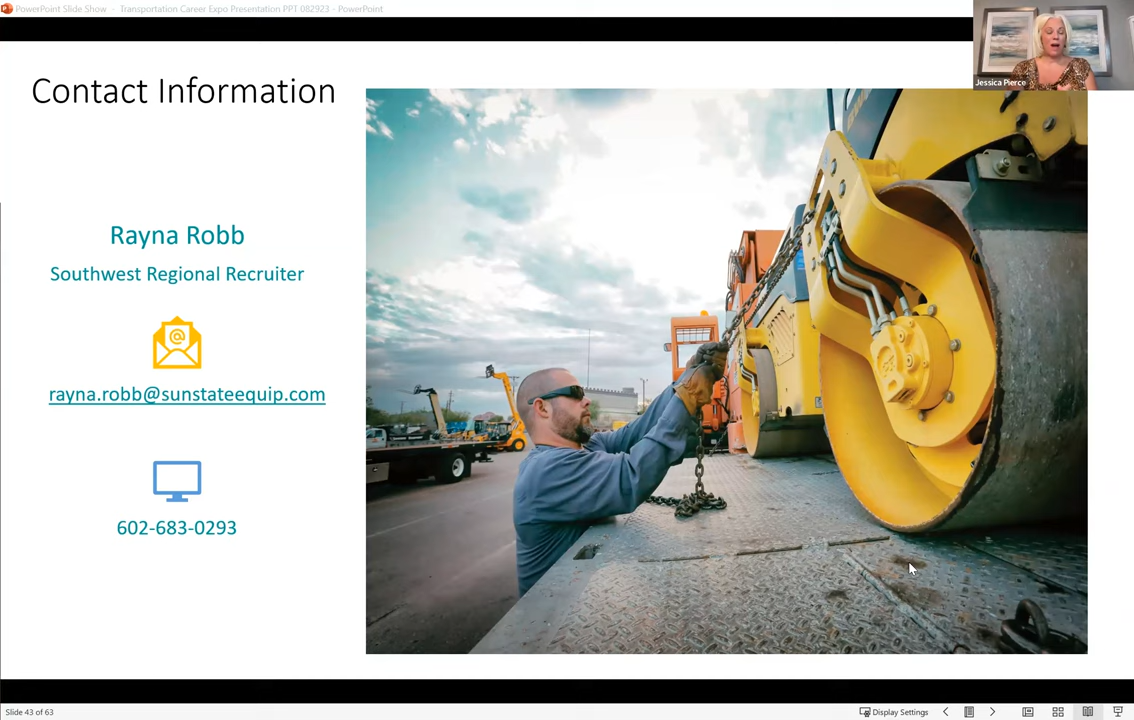 PowerPoint Slide Show - Transportation Career Expo Presentation PPT 082923 - PowerPoint
Jessica Pierce
Contact Information
Rayna Robb
Southwest Regional Recruiter
@
rayna.robb@sunstateequip.com
602-683-0293
Slide 43 of 63
Display Settings